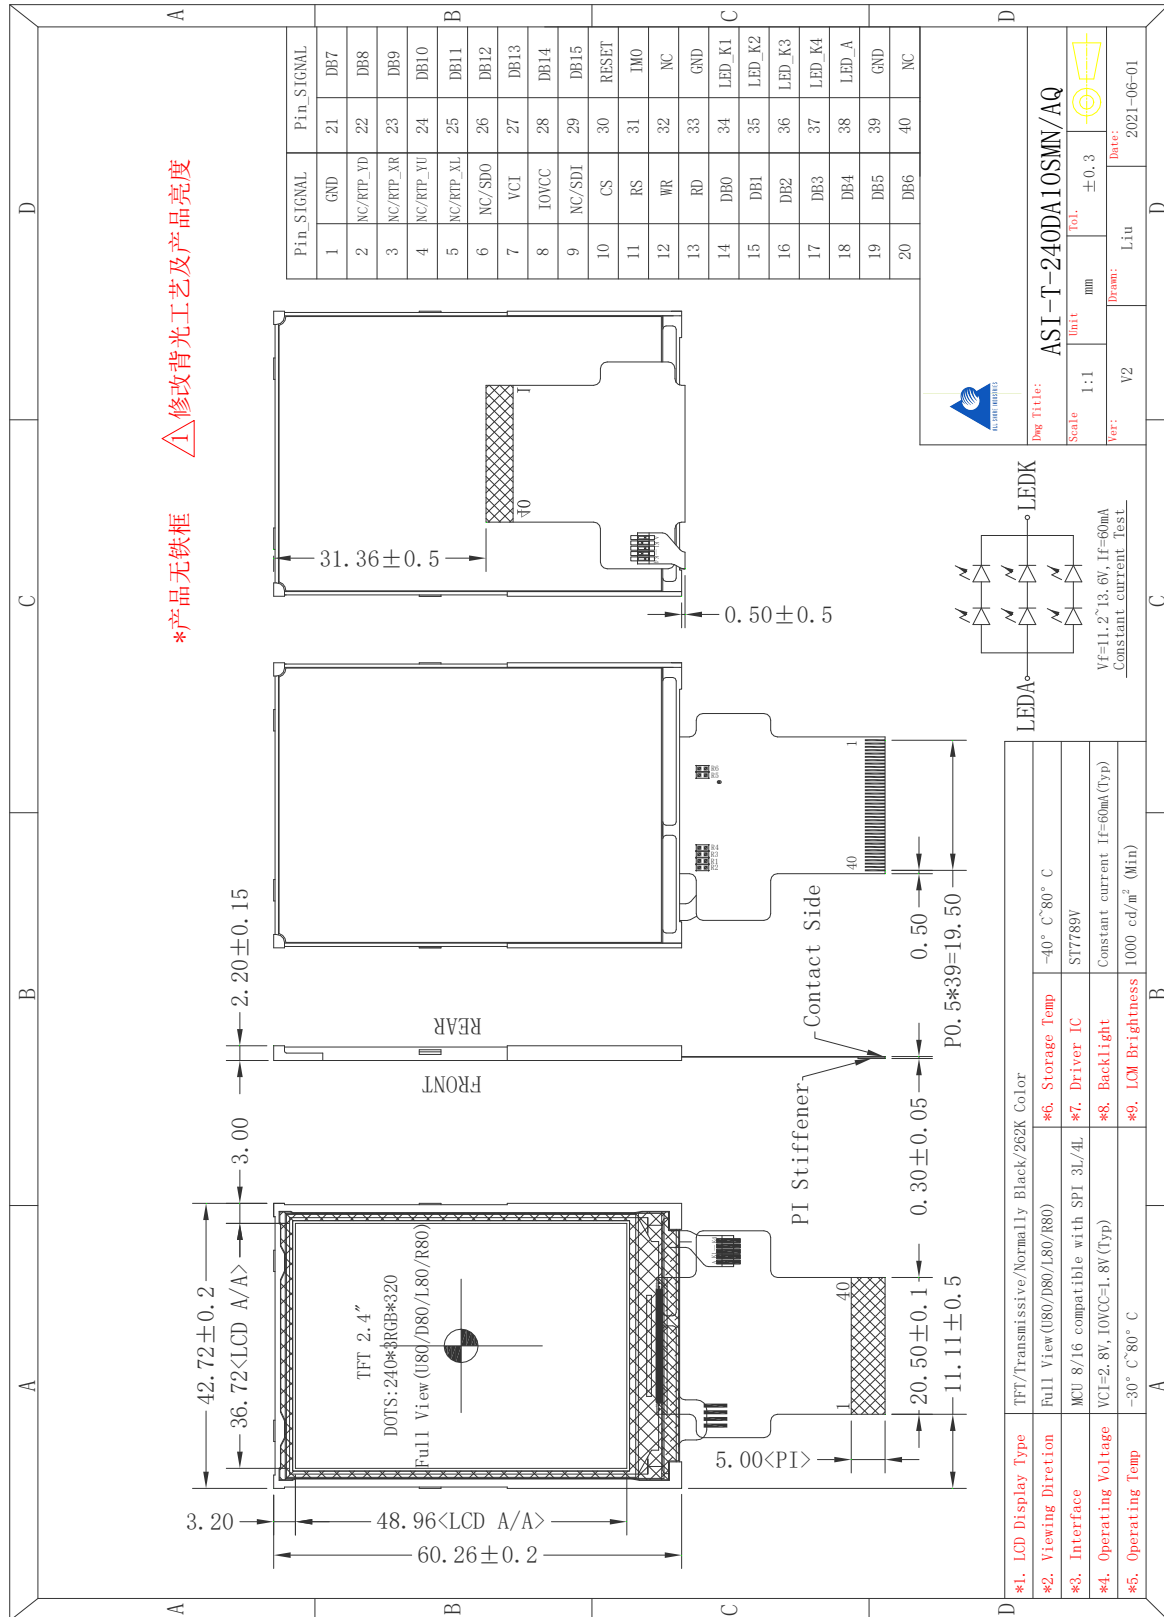 A
B
C
D
*产品无铁框
1 修改背光工艺及产品亮度
42.72±0.2
36.72<LCD A/A>
3.00
2.20±0.15
3.20
48.96<LCD A/A>
60.26±0.2
TFT 2.4"
DOTS:240*3RGB*320
Full View(U80/D80/L80/R80)
FRONT
REAR
31.36±0.5
0.50±0.5
1
40
5.00<PI>
20.50±0.1
11.11±0.5
PI Stiffener
Contact Side
0.30±0.05
0.50
P0.5*39=19.50
40
1
40
1
Pin_SIGNAL Pin_SIGNAL
1 GND 21 DB7
2 NC/RTP_YD 22 DB8
3 NC/RTP_XR 23 DB9
4 NC/RTP_YU 24 DB10
5 NC/RTP_XL 25 DB11
6 NC/SDO 26 DB12
7 VCI 27 DB13
8 IOVCC 28 DB14
9 NC/SDI 29 DB15
10 CS 30 RESET
11 RS 31 IM0
12 WR 32 NC
13 RD 33 GND
14 DB0 34 LED_K1
15 DB1 35 LED_K2
16 DB2 36 LED_K3
17 DB3 37 LED_K4
18 DB4 38 LED_A
19 DB5 39 GND
20 DB6 40 NC
*1. LCD Display Type TFT/Transmissive/Normally Black/262K Color
*2. Viewing Diretion Full View(U80/D80/L80/R80) *6. Storage Temp -40° C~80° C
*3. Interface MCU 8/16 compatible with SPI 3L/4L *7. Driver IC ST7789V
*4. Operating Voltage VCI=2.8V,IOVCC=1.8V(Typ) *8. Backlight Constant current If=60mA(Typ)
*5. Operating Temp -30° C~80° C *9. LCM Brightness 1000 cd/m² (Min)
LEDA
LEDK
Vf=11.2~13.6V,If=60mA
Constant current Test
ALL SHORE INDUSTRIES
Dwg Title: ASI-T-240DA10SMN/AQ
Scale 1:1 Unit mm Tol. ±0.3
Ver: V2 Drawn: Liu Date: 2021-06-01
A
B
C
D